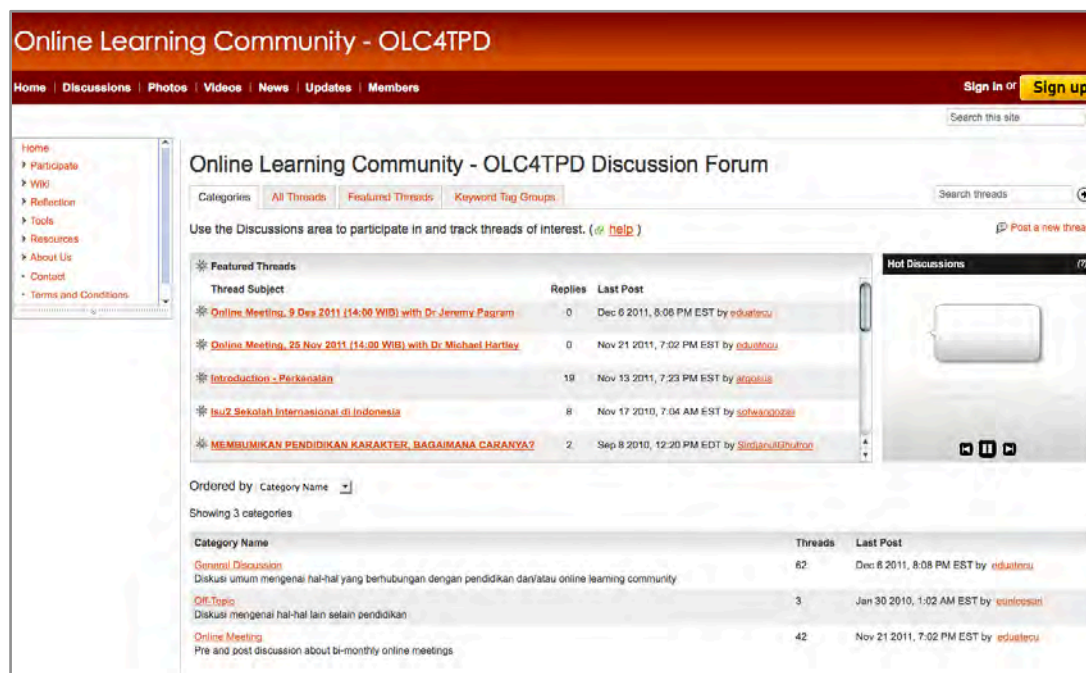 Online Learning Community - OLC4TPD
Home | Discussions | Photos | Videos | News | Updates | Members
Sign in or Sign up
Search this site
Home
Participate
Wiki
Reflection
Tools
Resources
About Us
Contact
Terms and Conditions
Online Learning Community - OLC4TPD Discussion Forum
Categories All Threads Featured Threads Keyword Tag Groups
Search threads
Use the Discussions area to participate in and track threads of interest. ( help )
Post a new threa
Featured Threads
Thread Subject Replies Last Post
Online Meeting, 9 Des 2011 (14:00 WIB) with Dr Jeremy Pagram 0 Dec 6 2011, 8:08 PM EST by eduatecu
Online Meeting, 25 Nov 2011 (14:00 WIB) with Dr Michael Hartley 0 Nov 21 2011, 7:02 PM EST by eduatecu
Introduction - Perkenalan 19 Nov 13 2011, 7:23 PM EST by
Isu2 Sekolah Internasional di Indonesia 8 Nov 17 2010, 7:04 AM EST by
MEMBUMIKAN PENDIDIKAN KARAKTER, BAGAIMANA CARANYA? 2 Sep 8 2010, 12:20 PM EDT by
Hot Discussions (?)
Ordered by Category Name
Showing 3 categories
Category Name Threads Last Post
General Discussion 62 Dec 6 2011, 8:08 PM EST by eduatecu
Diskusi umum mengenai hal-hal yang berhubungan dengan pendidikan dan/atau online learning community
Off-Topic 3 Jan 30 2010, 1:02 AM EST by eunicesari
Diskusi mengenai hal-hal lain selain pendidikan
Online Meeting 42 Nov 21 2011, 7:02 PM EST by eduatecu
Pre and post discussion about bi-monthly online meetings